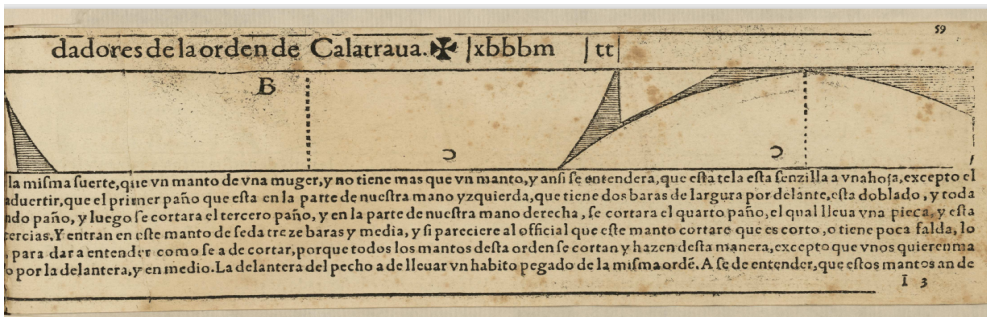 59
dadores de la orden de Calatraua.✠ |xbbbm |tt|
B
ɔ
ɔ
la misma suerte, que vn manto de vna muger, y no tiene mas que vn manto, y ansi se entendera, que esta tela esta senzilla a vna hoja, excepto el
aduertir, que el primer paño que esta en la parte de nuestra mano yzquierda, que tiene dos baras de largura por delante, esta doblado, y toda
ndo paño, y luego se cortara el tercero paño, y en la parte de nuestra mano derecha, se cortara el quarto paño, el qual lleua vna pieça, y esta
tercias. Y entran en este manto de seda treze baras y media, y si pareciere al official que este manto cortare que es corto, o tiene poca falda, lo
para dar a entender como se a de cortar, porque todos los mantos desta orden se cortan y hazen desta manera, excepto que vnos quieren ma
o por la delantera, y en medio. La delantera del pecho a de lleuar vn habito pegado de la misma ordẽ. A se de entender, que estos mantos an de
I 3